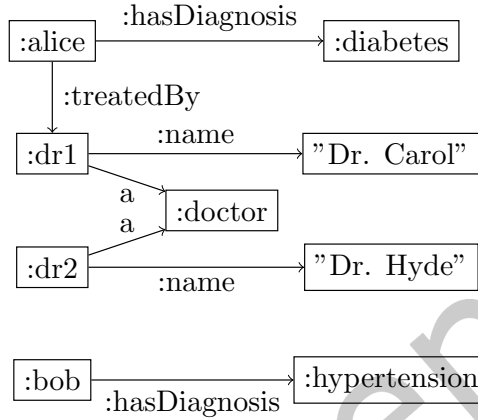 :hasDiagnosis
:alice :diabetes
:treatedBy
:name
:dr1 "Dr. Carol"
a
:doctor
a
:dr2 "Dr. Hyde"
:name
:bob :hypertension
:hasDiagnosis